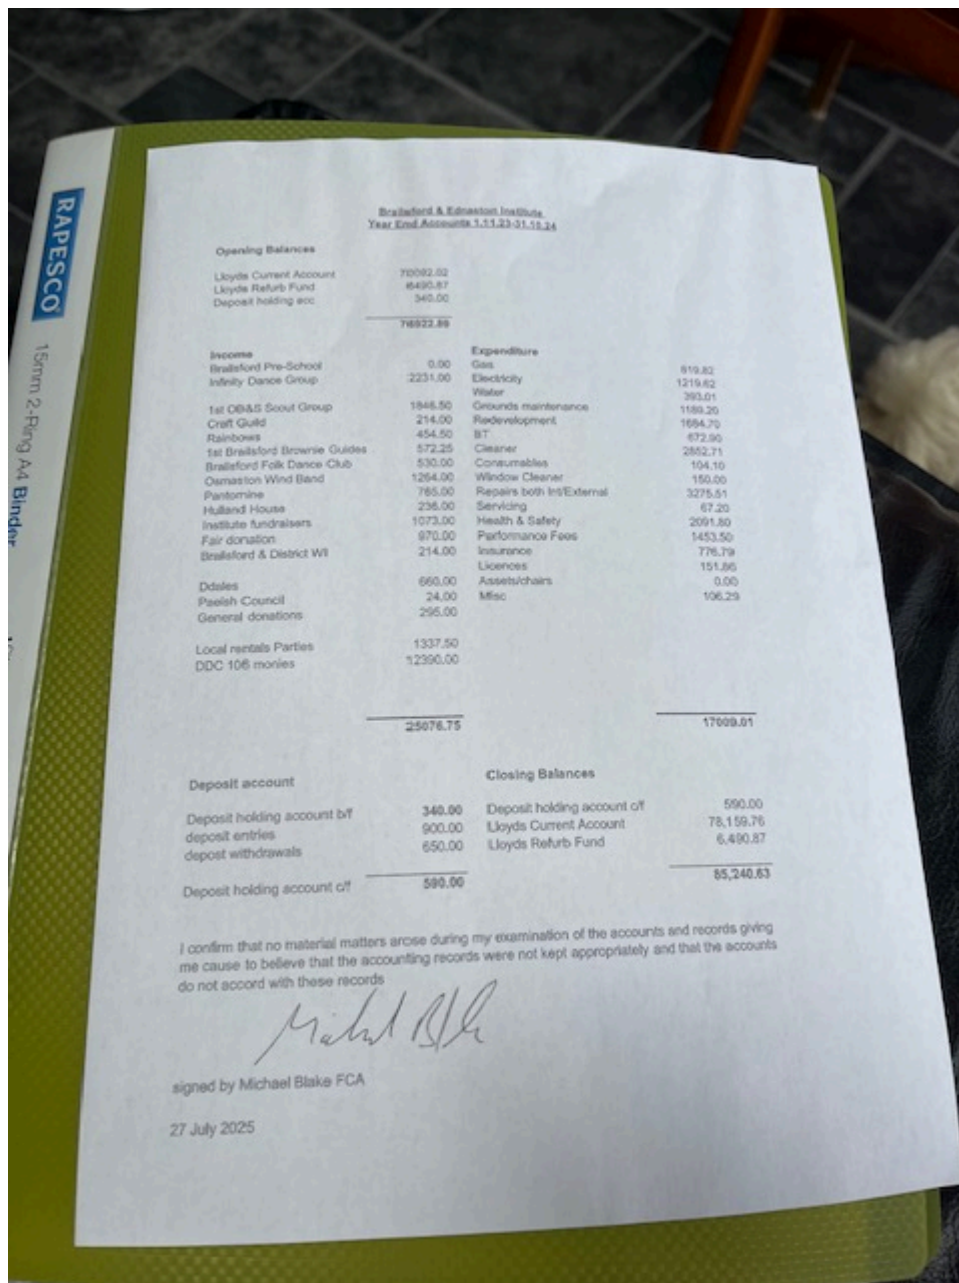 RAPESCO
15mm 2-Ring A4 Binder
Brailsford & Ednaston Institute
Year End Accounts 1.11.23-31.10.24
Opening Balances
Lloyds Current Account 70092.02
Lloyds Refurb Fund 6490.87
Deposit holding acc 340.00
76922.89
Income Expenditure
Brailsford Pre-School 0.00 Gas 819.82
Infinity Dance Group 2231.00 Electricity 1219.62
Water 393.01
1st OB&S Scout Group 1846.50 Grounds maintenance 1189.20
Craft Guild 214.00 Redevelopment 1684.70
Rainbows 454.50 BT 672.90
1st Brailsford Brownie Guides 572.25 Cleaner 2852.71
Brailsford Folk Dance Club 530.00 Consumables 104.10
Osmaston Wind Band 1264.00 Window Cleaner 150.00
Pantomine 765.00 Repairs both Int/External 3275.51
Hulland House 236.00 Servicing 67.20
Institute fundraisers 1073.00 Health & Safety 2091.80
Fair donation 970.00 Performance Fees 1453.50
Brailsford & District WI 214.00 Insurance 776.79
Licences 151.86
Ddales 660.00 Assets/chairs 0.00
Parish Council 24.00 Misc 106.29
General donations 295.00
Local rentals Parties 1337.50
DDC 106 monies 12390.00
25076.75 17009.01
Deposit account Closing Balances
Deposit holding account b/f 340.00 Deposit holding account c/f 590.00
deposit entries 900.00 Lloyds Current Account 78,159.76
depost withdrawals 650.00 Lloyds Refurb Fund 6,490.87
85,240.63
Deposit holding account c/f 590.00
I confirm that no material matters arose during my examination of the accounts and records giving
me cause to believe that the accounting records were not kept appropriately and that the accounts
do not accord with these records
signed by Michael Blake FCA
27 July 2025